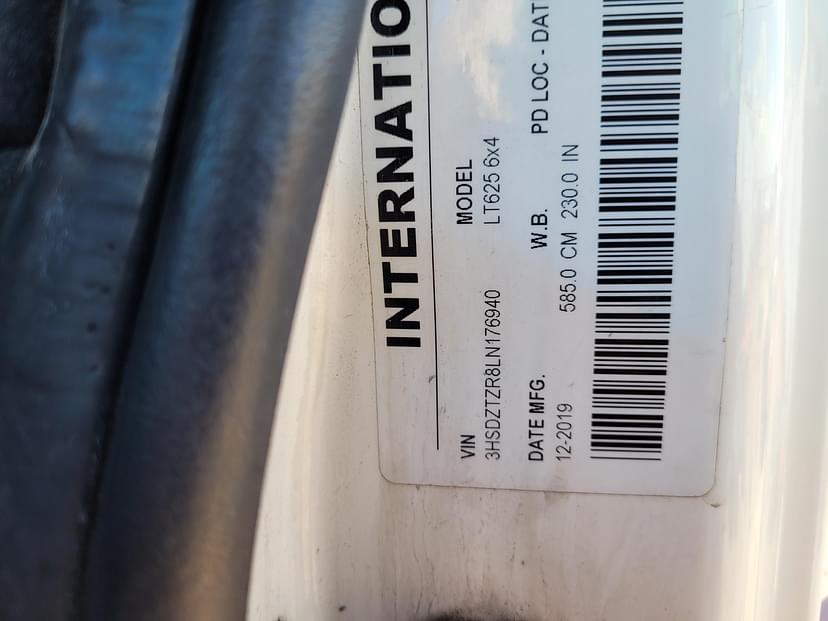 INTERNATIO
VIN MODEL
3HSDZTZR8LN176940 LT625 6x4
DATE MFG. W.B. PD LOC - DAT
12-2019 585.0 CM 230.0 IN